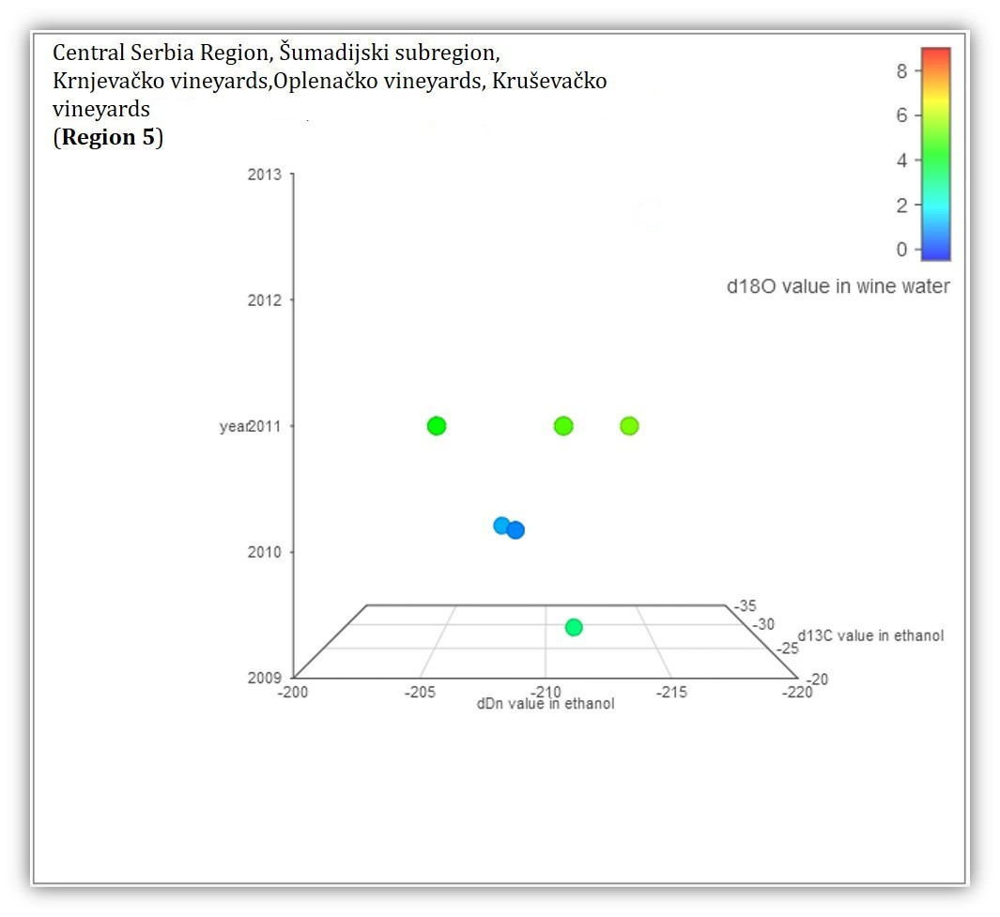 Central Serbia Region, Šumadijski subregion,
Krnjevačko vineyards,Oplenačko vineyards, Kruševačko
vineyards
(Region 5)
8
6
4
2
0
d18O value in wine water
2013
2012
year2011
2010
2009
-35
-30
-25
-20
d13C value in ethanol
-200
-205
-210
-215
-220
dDn value in ethanol